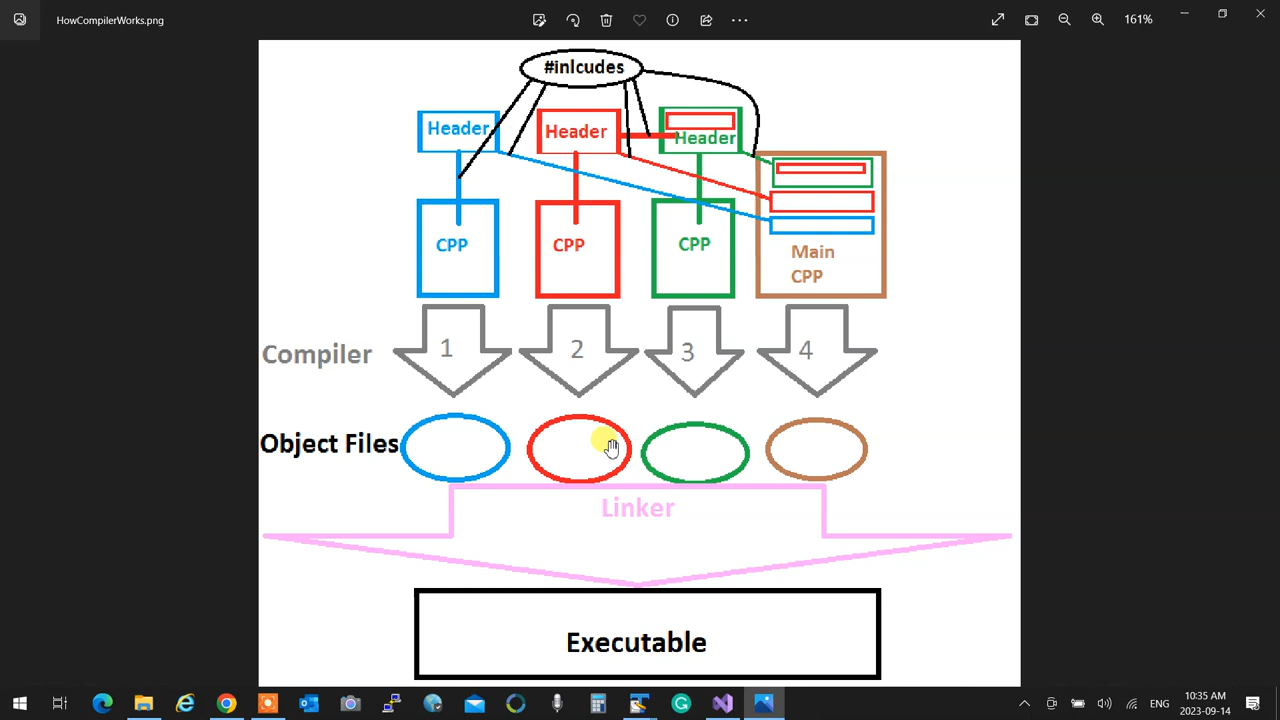 HowCompilerWorks.png
161%
#inlcudes
Header
Header
Header
CPP
CPP
CPP
Main
CPP
Compiler
1
2
3
4
Object Files
Linker
Executable
ENG
10:35 AM
2023-09-14